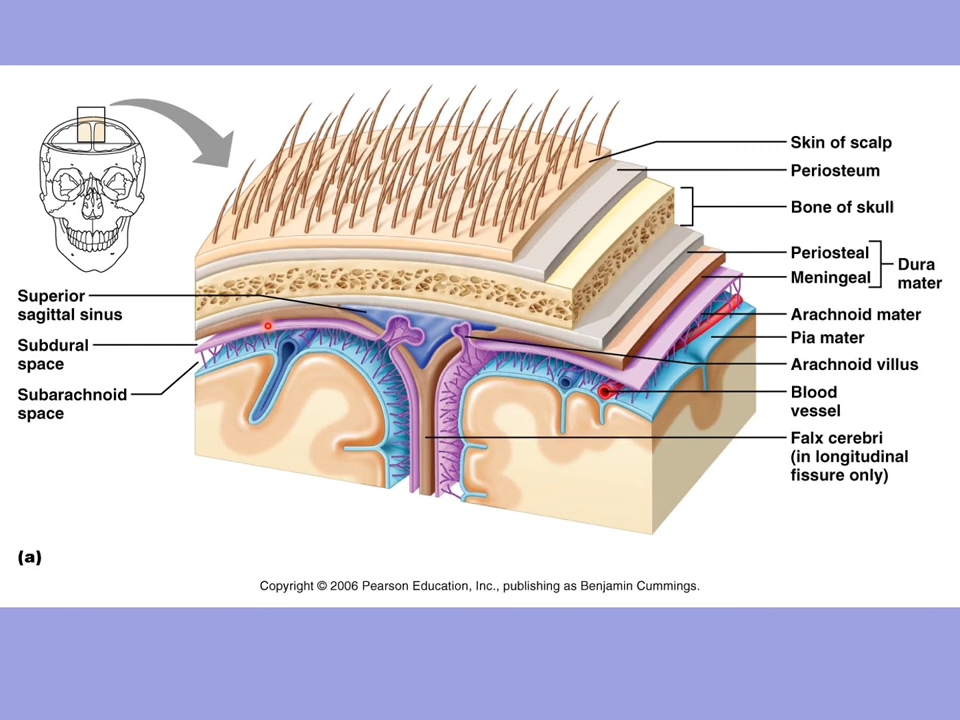 Skin of scalp
Periosteum
Bone of skull
Periosteal
Meningeal
Dura
mater
Superior
sagittal sinus
Arachnoid mater
Pia mater
Subdural
space
Arachnoid villus
Subarachnoid
space
Blood
vessel
Falx cerebri
(in longitudinal
fissure only)
(a)
Copyright © 2006 Pearson Education, Inc., publishing as Benjamin Cummings.